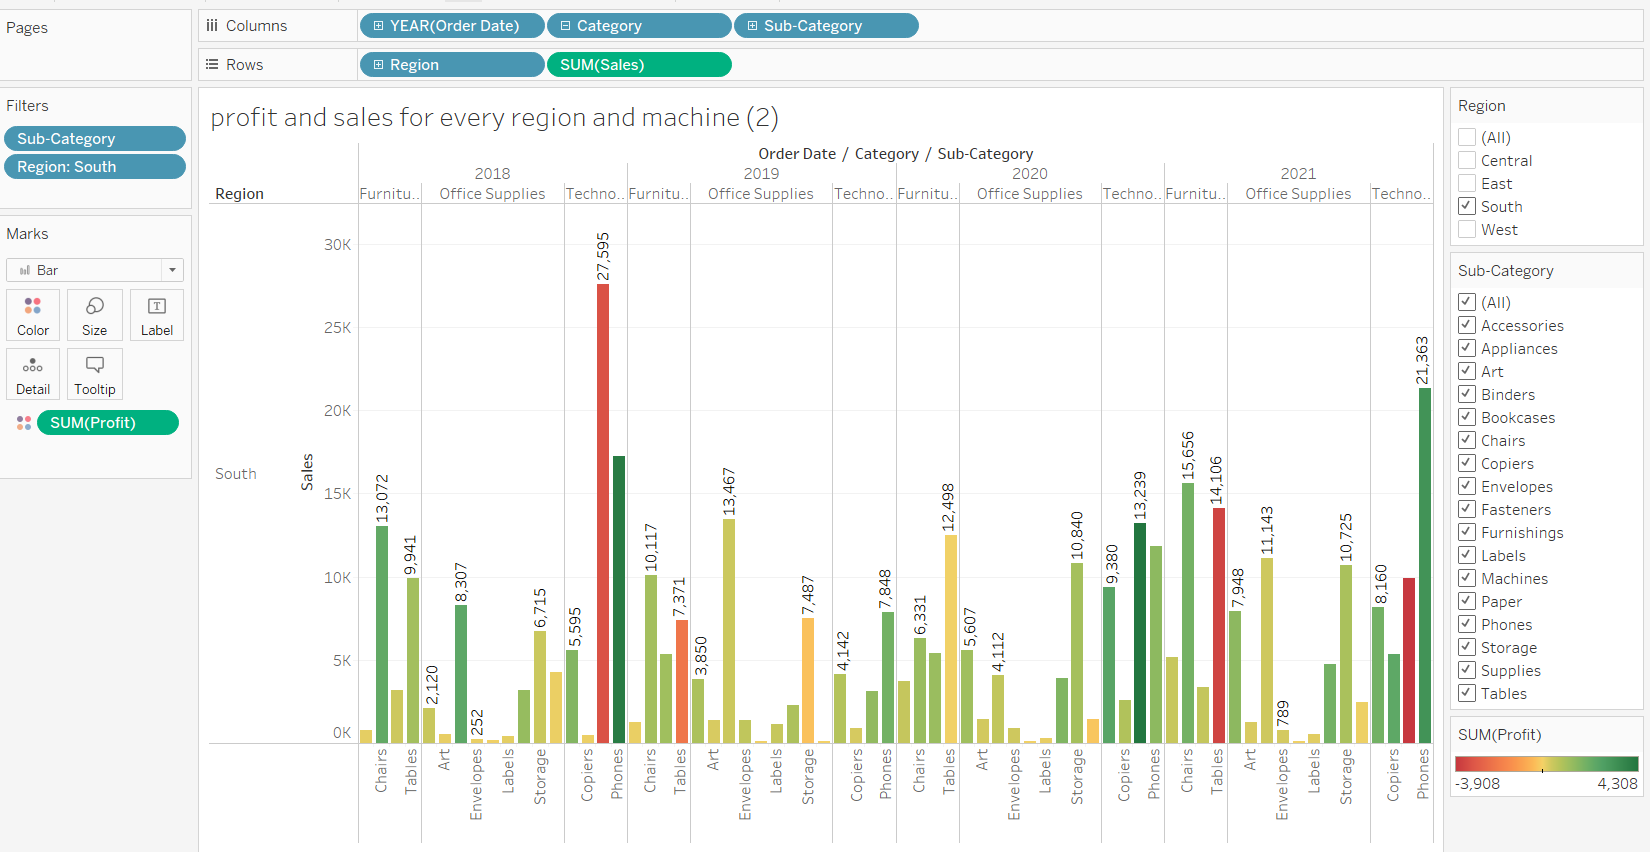 Pages
Columns
YEAR(Order Date)
Category
Sub-Category
Rows
Region
SUM(Sales)
Filters
Sub-Category
Region: South
Marks
Bar
Color
Size
Label
Detail
Tooltip
SUM(Profit)
profit and sales for every region and machine (2)
Order Date / Category / Sub-Category
2018
2019
2020
2021
Region
Furnitu..
Office Supplies
Techno..
Furnitu..
Office Supplies
Techno..
Furnitu..
Office Supplies
Techno..
Furnitu..
Office Supplies
Techno..
South
Sales
30K
25K
20K
15K
10K
5K
0K
13,072
9,941
2,120
8,307
252
6,715
5,595
27,595
10,117
7,371
3,850
13,467
7,487
4,142
7,848
6,331
12,498
5,607
4,112
10,840
9,380
13,239
15,656
14,106
7,948
11,143
789
10,725
8,160
21,363
Chairs
Tables
Art
Envelopes
Labels
Storage
Copiers
Phones
Chairs
Tables
Art
Envelopes
Labels
Storage
Copiers
Phones
Chairs
Tables
Art
Envelopes
Labels
Storage
Copiers
Phones
Chairs
Tables
Art
Envelopes
Labels
Storage
Copiers
Phones
Region
(All)
Central
East
South
West
Sub-Category
(All)
Accessories
Appliances
Art
Binders
Bookcases
Chairs
Copiers
Envelopes
Fasteners
Furnishings
Labels
Machines
Paper
Phones
Storage
Supplies
Tables
SUM(Profit)
-3,908
4,308